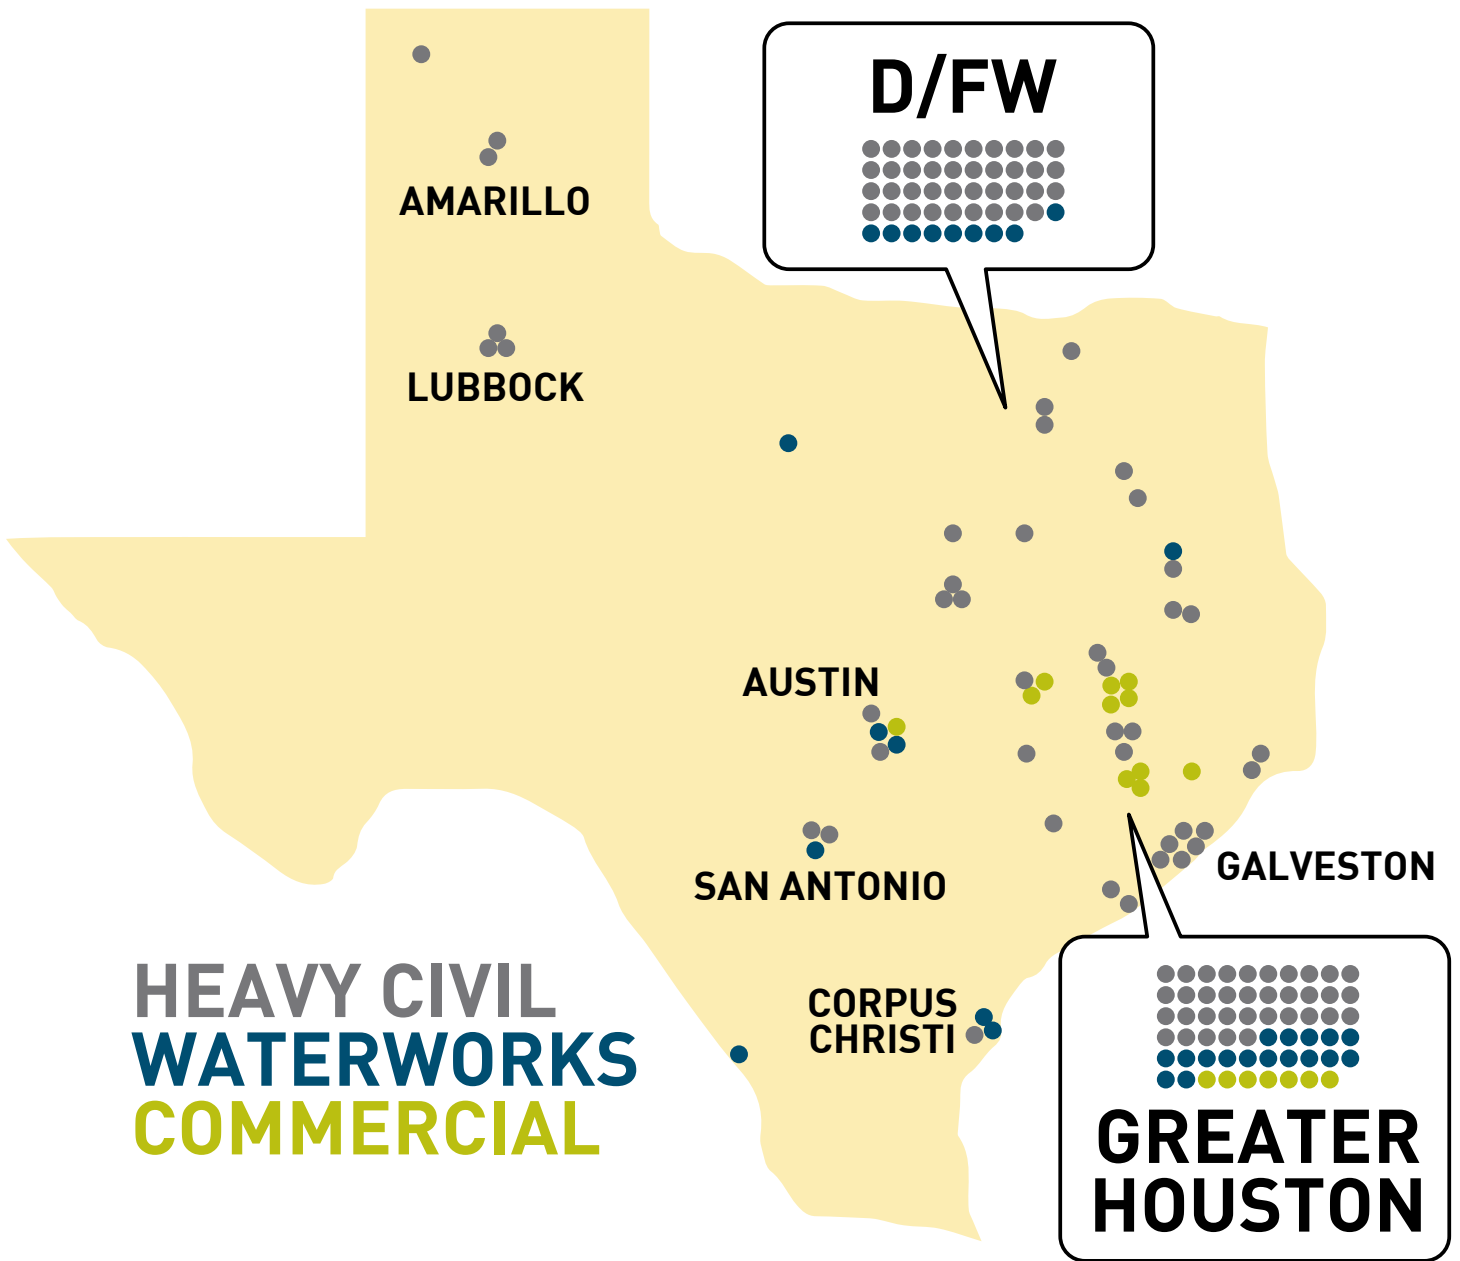 D/FW
AMARILLO
LUBBOCK
AUSTIN
SAN ANTONIO
GALVESTON
CORPUS
CHRISTI
HEAVY CIVIL
WATERWORKS
COMMERCIAL
GREATER
HOUSTON